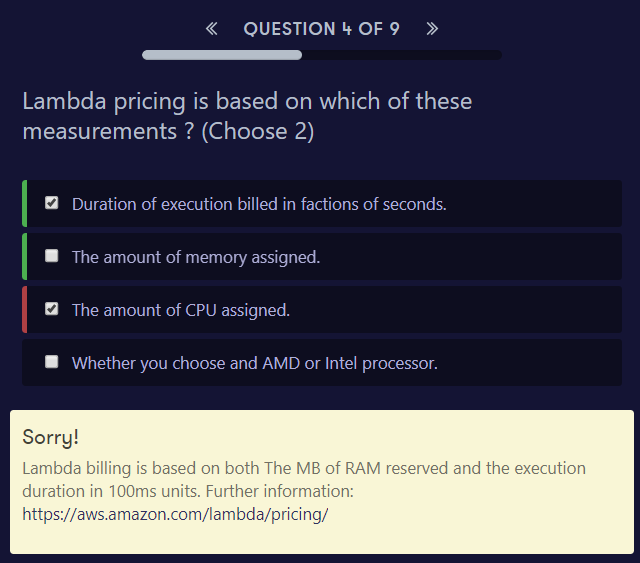 QUESTION 4 OF 9
Lambda pricing is based on which of these
measurements ? (Choose 2)
Duration of execution billed in factions of seconds.
The amount of memory assigned.
The amount of CPU assigned.
Whether you choose and AMD or Intel processor.
Sorry!
Lambda billing is based on both The MB of RAM reserved and the execution
duration in 100ms units. Further information:
https://aws.amazon.com/lambda/pricing/